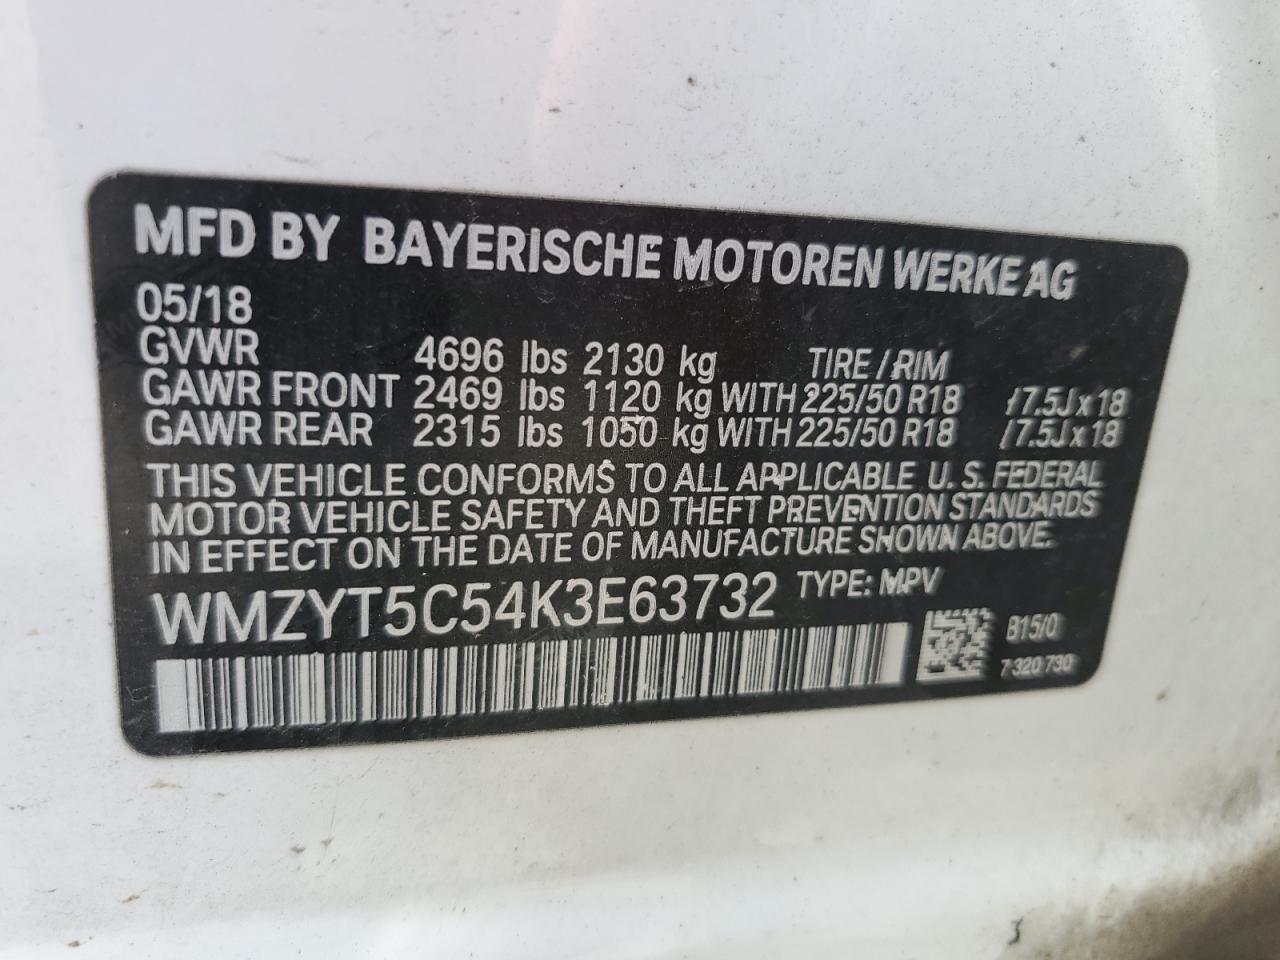 MFD BY BAYERISCHE MOTOREN WERKE AG
05/18
GVWR 4696 lbs 2130 kg TIRE / RIM
GAWR FRONT 2469 lbs 1120 kg WITH 225/50 R18 /7.5J x 18
GAWR REAR 2315 lbs 1050 kg WITH 225/50 R18 /7.5J x 18
THIS VEHICLE CONFORMS TO ALL APPLICABLE U. S. FEDERAL
MOTOR VEHICLE SAFETY AND THEFT PREVENTION STANDARDS
IN EFFECT ON THE DATE OF MANUFACTURE SHOWN ABOVE.
WMZYT5C54K3E63732 TYPE: MPV
B15/0
7 320 730